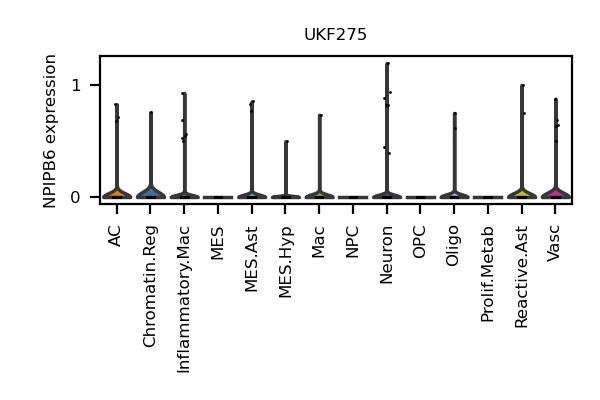 UKF275
NPIPB6 expression
1
0
AC
Chromatin.Reg
Inflammatory.Mac
MES
MES.Ast
MES.Hyp
Mac
NPC
Neuron
OPC
Oligo
Prolif.Metab
Reactive.Ast
Vasc